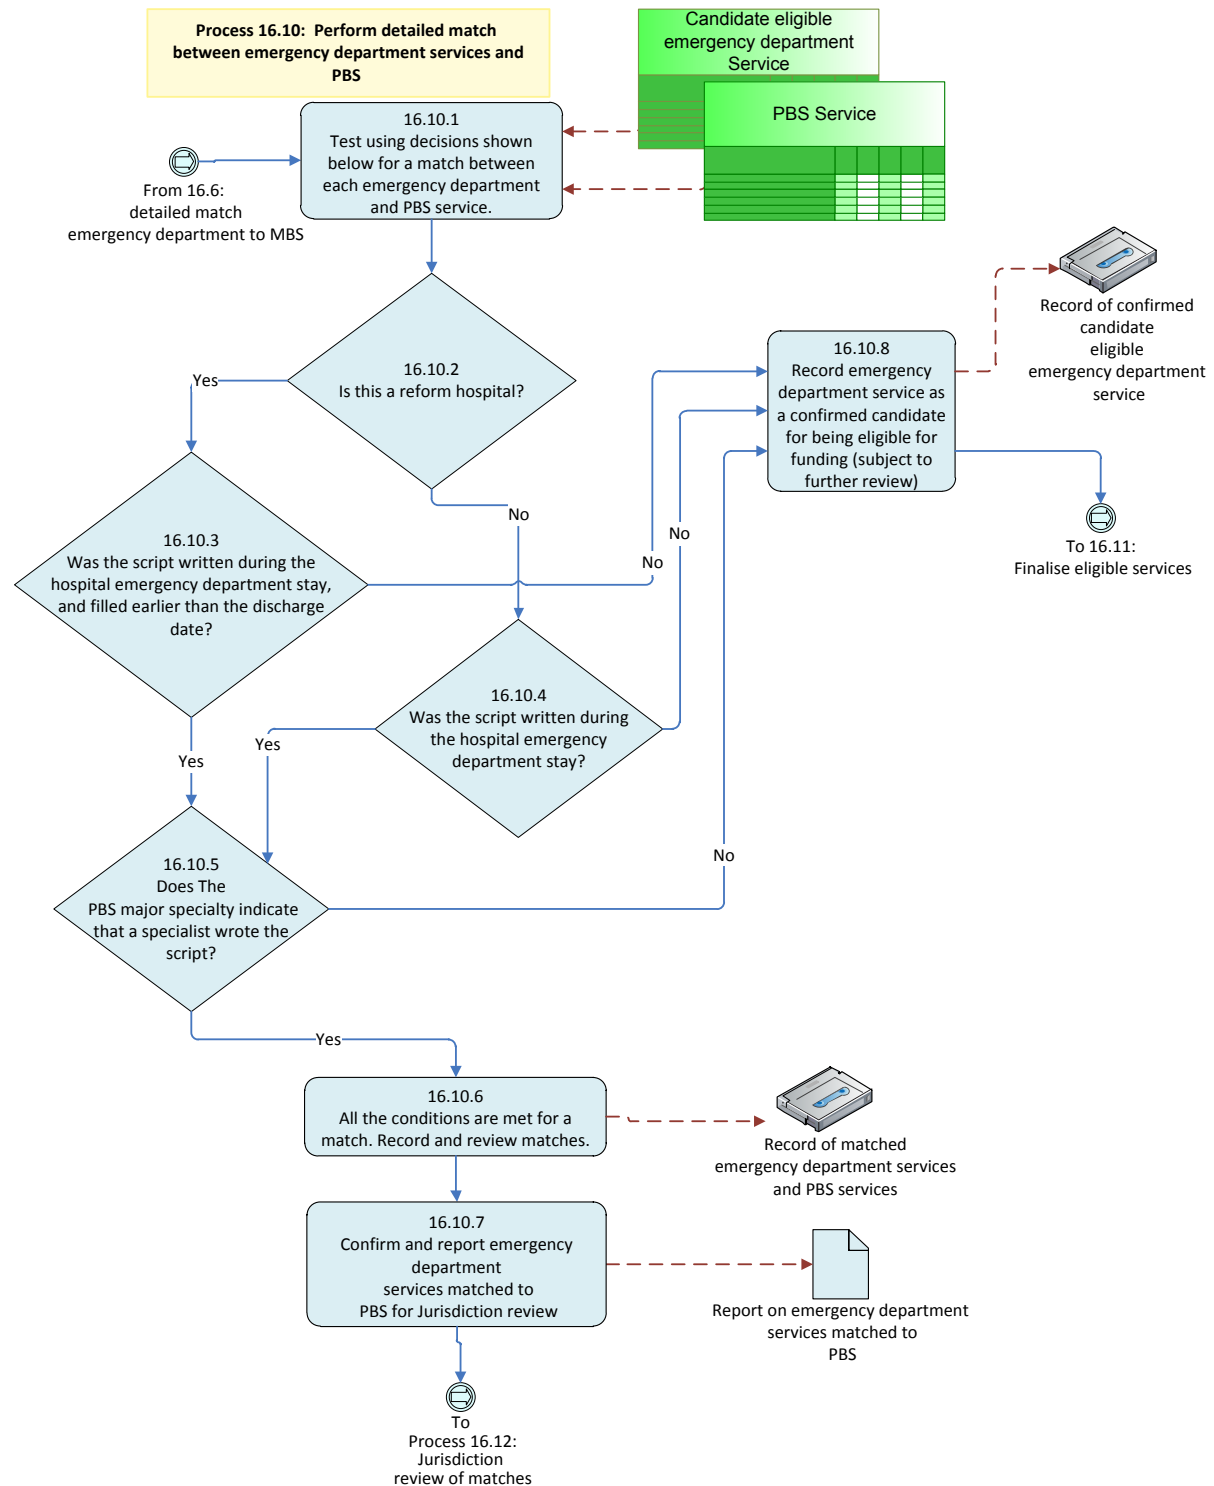 Process 16.10:  Perform detailed match
between emergency department services and
PBS
Candidate eligible
emergency department
Service
PBS Service
16.10.1
Test using decisions shown
below for a match between
each emergency department
and PBS service.
From 16.6:
detailed match
emergency department to MBS
16.10.2
Is this a reform hospital?
Yes
No
16.10.3
Was the script written during the
hospital emergency department stay,
and filled earlier than the discharge
date?
No
Yes
16.10.4
Was the script written during
the hospital emergency
department stay?
No
Yes
16.10.5
Does The
PBS major specialty indicate
that a specialist wrote the
script?
No
Yes
16.10.8
Record emergency
department service as
a confirmed candidate
for being eligible for
funding (subject to
further review)
Record of confirmed
candidate
eligible
emergency department
service
To 16.11:
Finalise eligible services
16.10.6
All the conditions are met for a
match. Record and review matches.
Record of matched
emergency department services
and PBS services
16.10.7
Confirm and report emergency
department
services matched to
PBS for Jurisdiction review
Report on emergency department
services matched to
PBS
To
Process 16.12:
Jurisdiction
review of matches